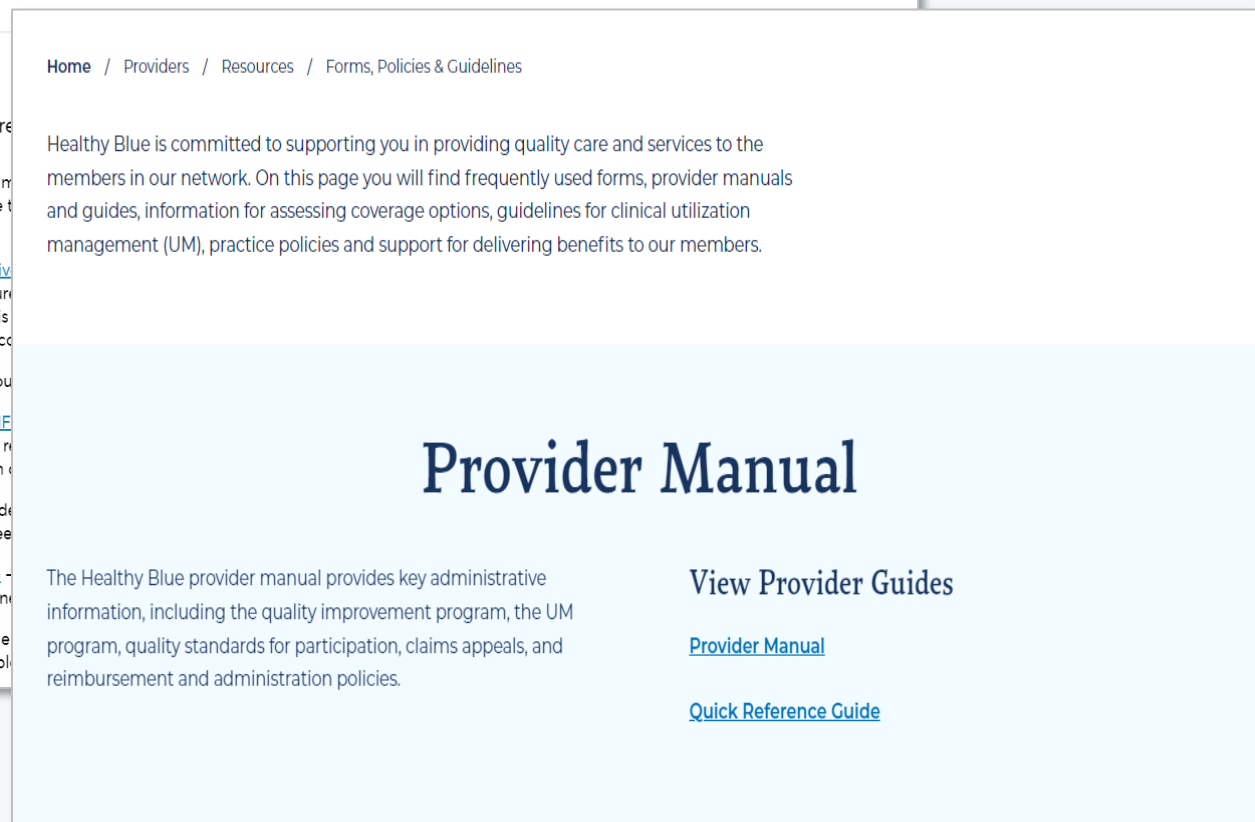 Home / Providers / Resources / Forms, Policies & Guidelines
Healthy Blue is committed to supporting you in providing quality care and services to the
members in our network. On this page you will find frequently used forms, provider manuals
and guides, information for assessing coverage options, guidelines for clinical utilization
management (UM), practice policies and support for delivering benefits to our members.
Provider Manual
The Healthy Blue provider manual provides key administrative
information, including the quality improvement program, the UM
program, quality standards for participation, claims appeals, and
reimbursement and administration policies.
View Provider Guides
Provider Manual
Quick Reference Guide